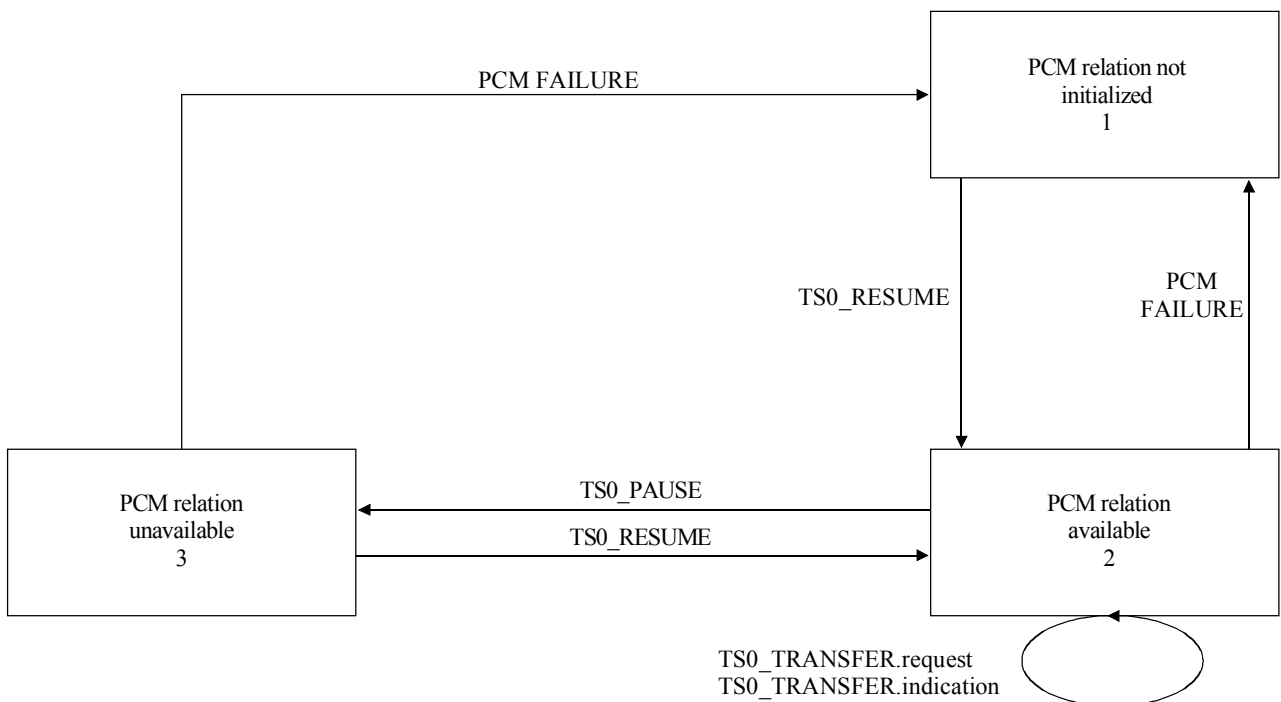 PCM FAILURE
PCM relation not
initialized
1
TS0_RESUME
PCM
FAILURE
PCM relation
unavailable
3
TS0_PAUSE
TS0_RESUME
PCM relation
available
2
TS0_TRANSFER.request
TS0_TRANSFER.indication